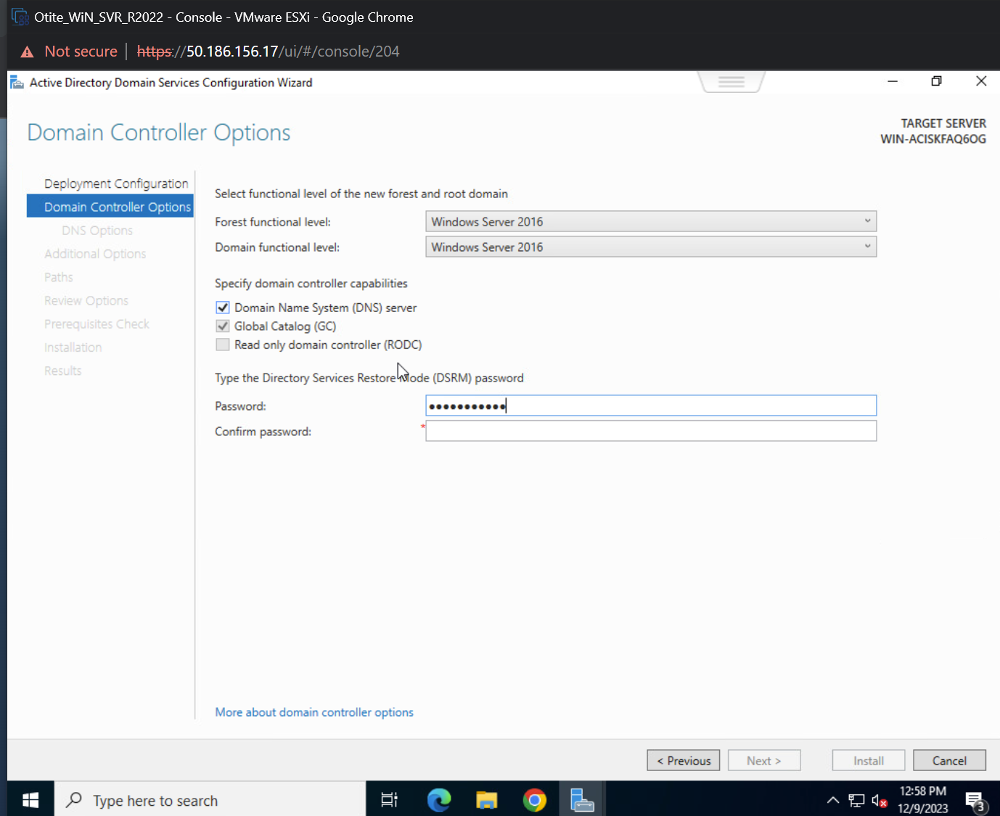 Otite_WiN_SVR_R2022 - Console - VMware ESXi - Google Chrome
Not secure | https://50.186.156.17/ui/#/console/204
Active Directory Domain Services Configuration Wizard
Domain Controller Options
TARGET SERVER
WIN-ACISKFAQ6OG
Deployment Configuration
Domain Controller Options
DNS Options
Additional Options
Paths
Review Options
Prerequisites Check
Installation
Results
Select functional level of the new forest and root domain
Forest functional level: Windows Server 2016
Domain functional level: Windows Server 2016
Specify domain controller capabilities
Domain Name System (DNS) server
Global Catalog (GC)
Read only domain controller (RODC)
Type the Directory Services Restore Mode (DSRM) password
Password: •••••••••••
Confirm password: *
More about domain controller options
< Previous Next > Install Cancel
Type here to search
12:58 PM
12/9/2023
3